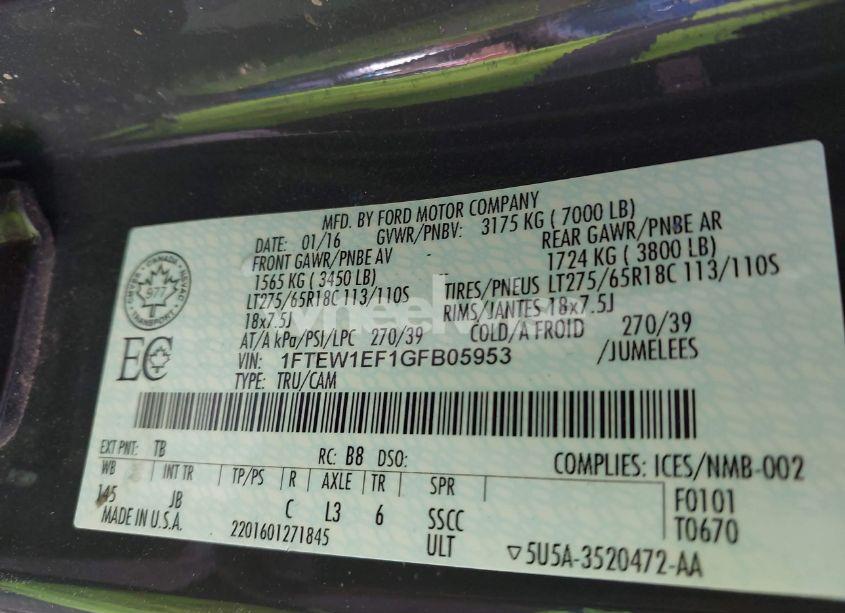 MFD. BY FORD MOTOR COMPANY
DATE: 01/16 GVWR/PNBV: 3175 KG ( 7000 LB)
FRONT GAWR/PNBE AV REAR GAWR/PNBE AR
1565 KG ( 3450 LB) 1724 KG ( 3800 LB)
LT275/65R18C 113/110S TIRES/PNEUS LT275/65R18C 113/110S
18x7.5J RIMS/JANTES 18x7.5J
AT/A kPa/PSI/LPC 270/39 COLD/A FROID 270/39
VIN: 1FTEW1EF1GFB05953 /JUMELEES
TYPE: TRU/CAM
CANADA
TRANSPORT
977
EC
EXT PNT: TB RC: B8 DSO: COMPLIES: ICES/NMB-002
WB INT TR TP/PS R AXLE TR SPR
145 JB C L3 6 SSCC F0101
MADE IN U.S.A. 2201601271845 ULT T0670
▽5U5A-3520472-AA